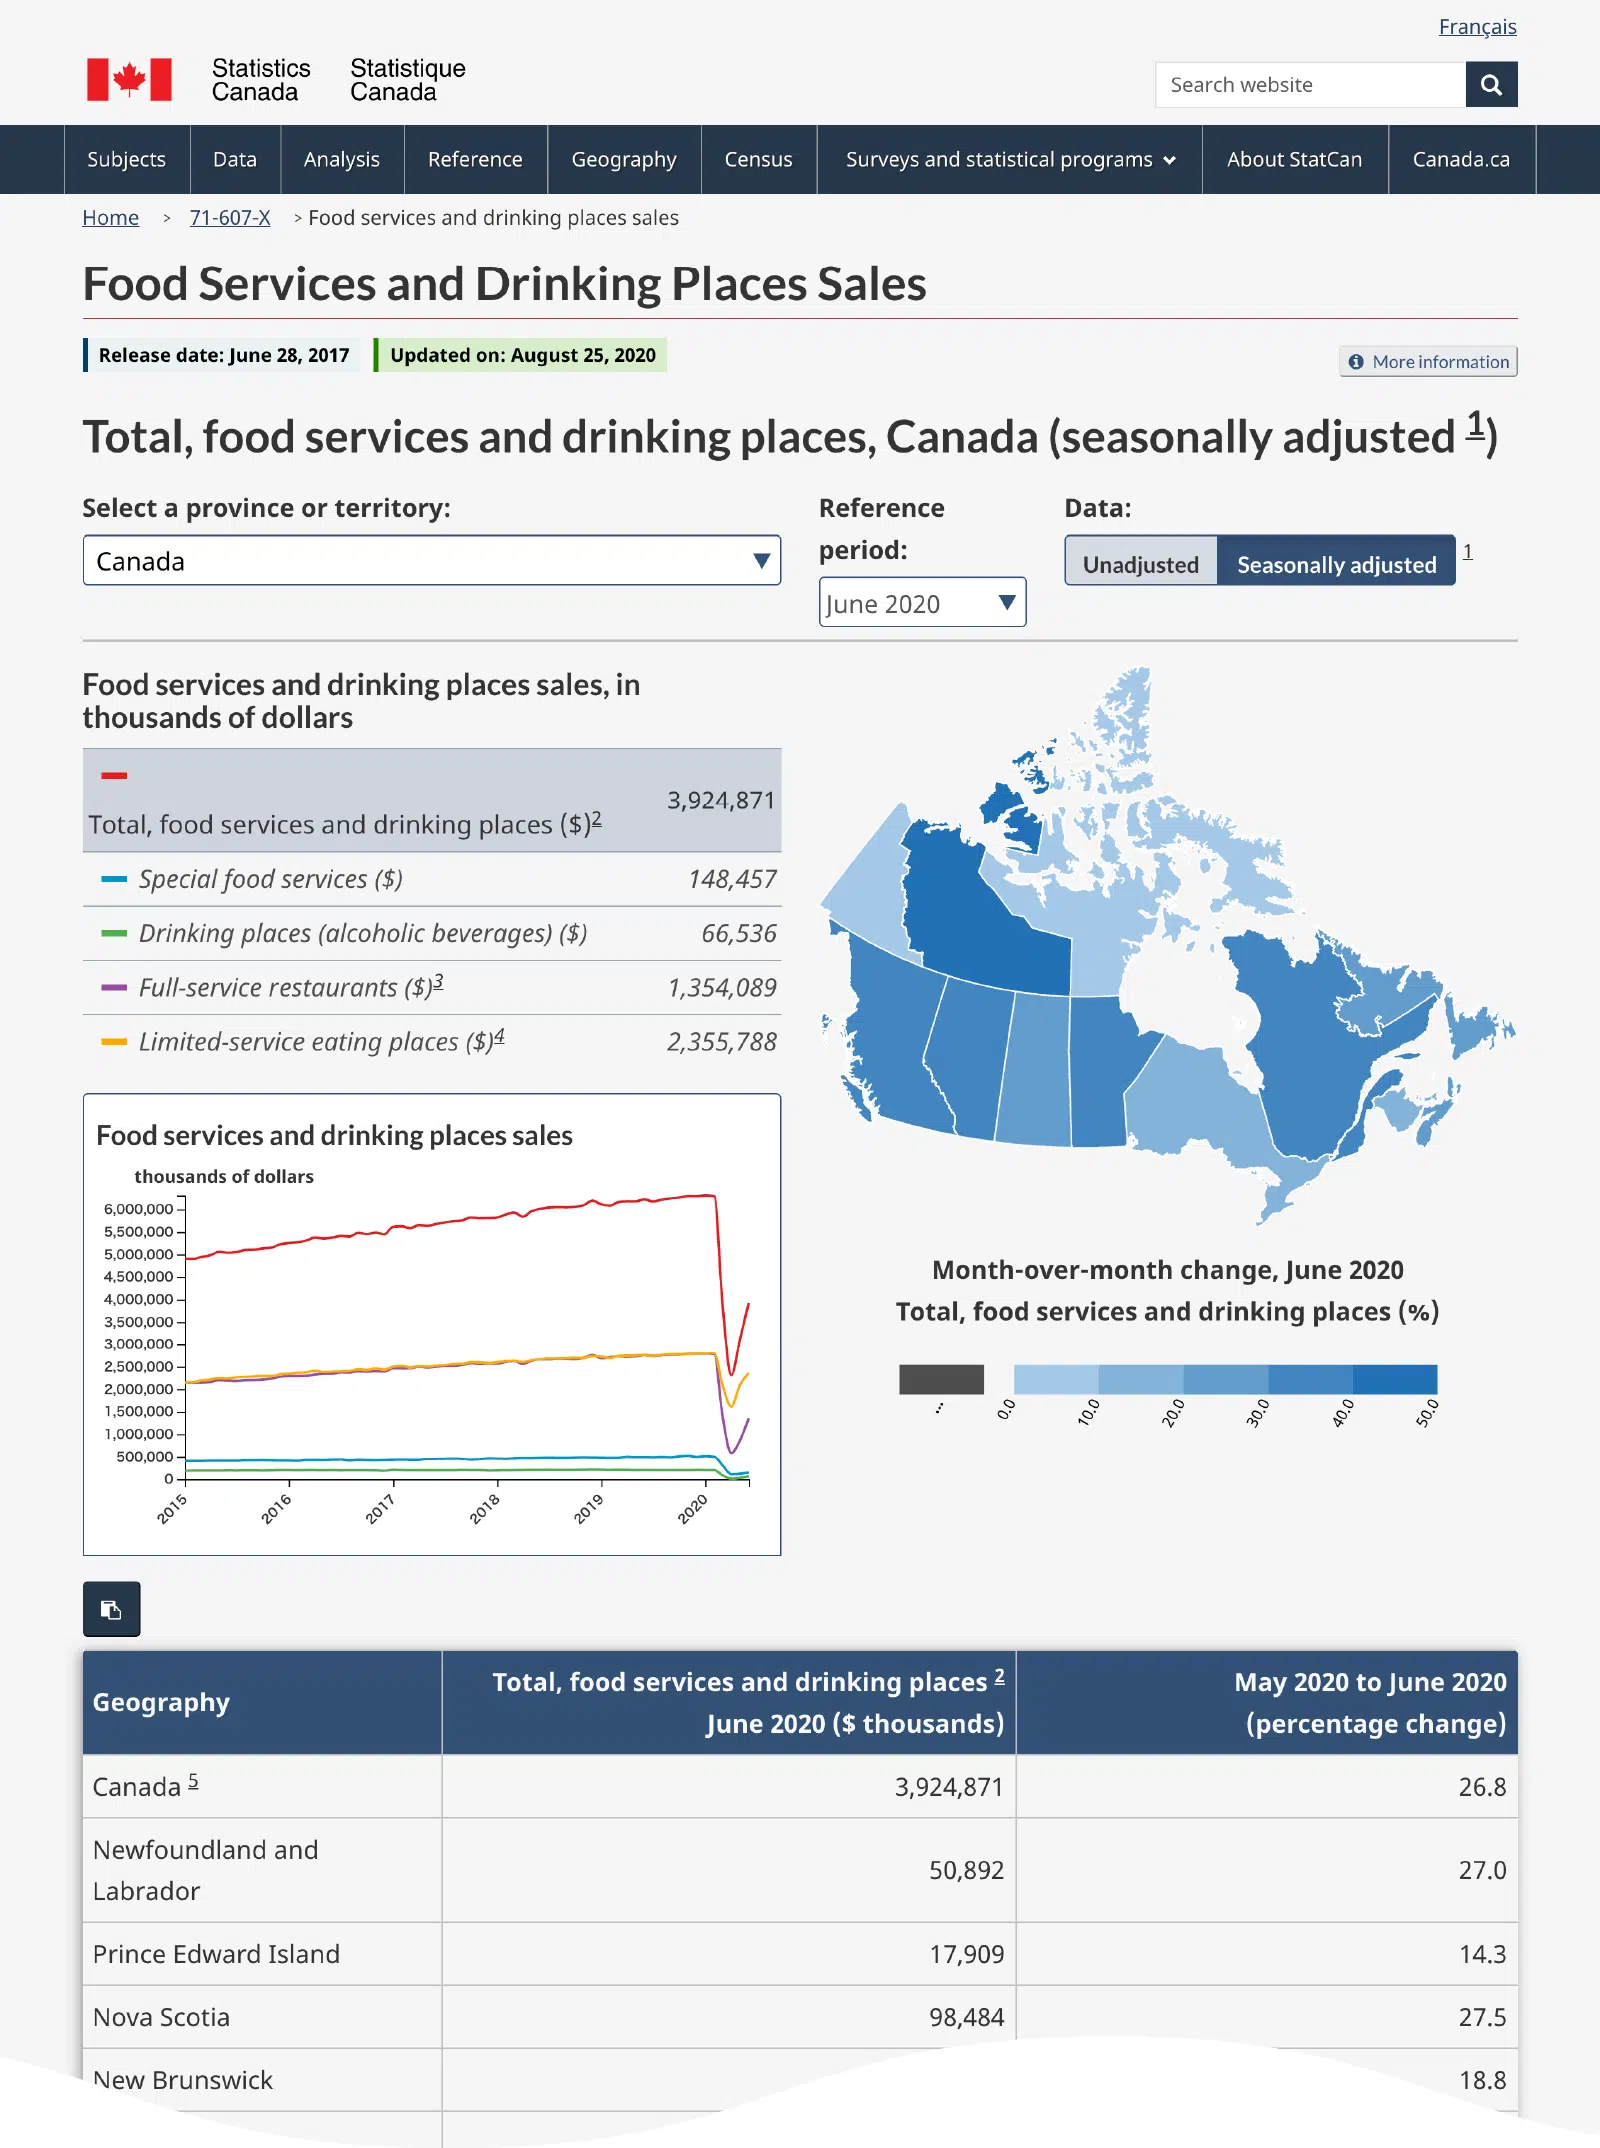 Français
Statistics Canada
Statistique Canada
Search website
Subjects
Data
Analysis
Reference
Geography
Census
Surveys and statistical programs
About StatCan
Canada.ca
Home > 71-607-X > Food services and drinking places sales
Food Services and Drinking Places Sales
Release date: June 28, 2017
Updated on: August 25, 2020
More information
Total, food services and drinking places, Canada (seasonally adjusted 1)
Select a province or territory:
Canada
Reference period:
June 2020
Data:
Unadjusted
Seasonally adjusted
1
Food services and drinking places sales, in
thousands of dollars
Total, food services and drinking places ($)2 3,924,871
Special food services ($) 148,457
Drinking places (alcoholic beverages) ($) 66,536
Full-service restaurants ($)3 1,354,089
Limited-service eating places ($)4 2,355,788
Food services and drinking places sales
thousands of dollars
6,000,000
5,500,000
5,000,000
4,500,000
4,000,000
3,500,000
3,000,000
2,500,000
2,000,000
1,500,000
1,000,000
500,000
0
2015
2016
2017
2018
2019
2020
Month-over-month change, June 2020
Total, food services and drinking places (%)
...
0.0
10.0
20.0
30.0
40.0
50.0
Geography
Total, food services and drinking places 2
June 2020 ($ thousands)
May 2020 to June 2020
(percentage change)
Canada 5 3,924,871 26.8
Newfoundland and
Labrador 50,892 27.0
Prince Edward Island 17,909 14.3
Nova Scotia 98,484 27.5
New Brunswick 18.8